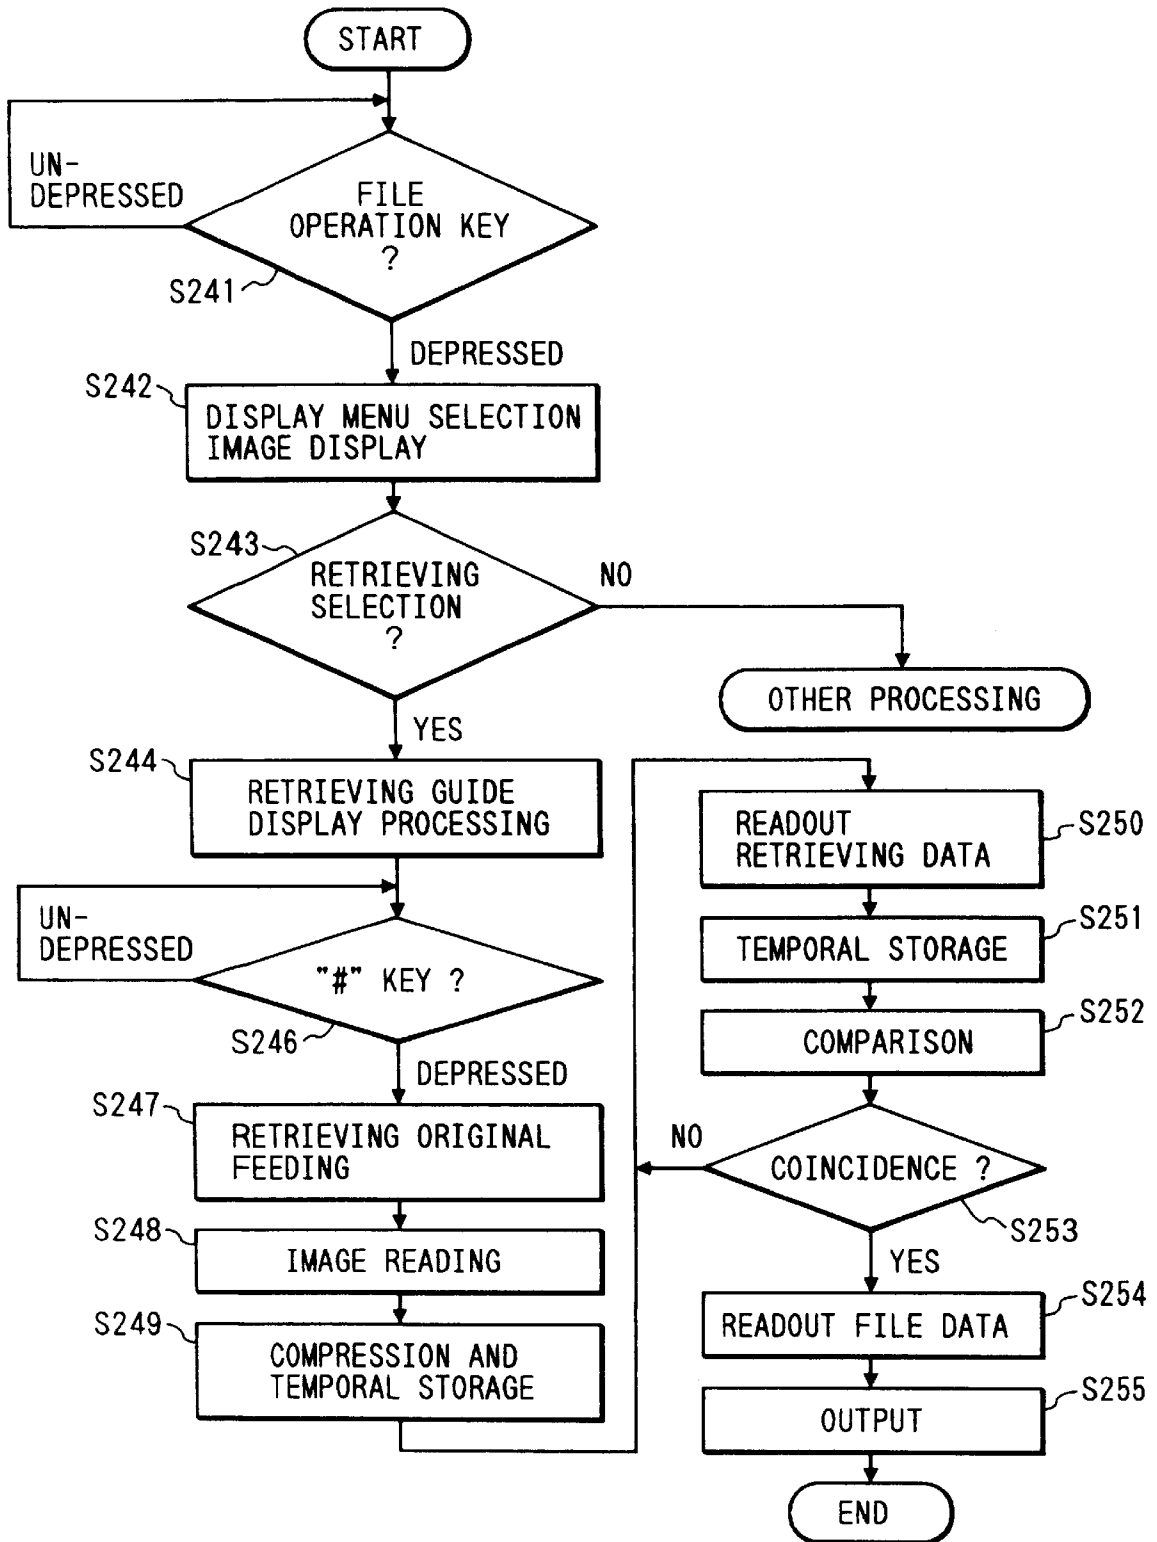 START
UN-
DEPRESSED
FILE
OPERATION KEY
?
S241
DEPRESSED
S242
DISPLAY MENU SELECTION
IMAGE DISPLAY
S243
RETRIEVING
SELECTION
?
NO
OTHER PROCESSING
YES
S244
RETRIEVING GUIDE
DISPLAY PROCESSING
UN-
DEPRESSED
"#" KEY ?
S246
DEPRESSED
S247
RETRIEVING ORIGINAL
FEEDING
S248
IMAGE READING
S249
COMPRESSION AND
TEMPORAL STORAGE
READOUT
RETRIEVING DATA
S250
TEMPORAL STORAGE
S251
COMPARISON
S252
NO
COINCIDENCE ?
S253
YES
READOUT FILE DATA
S254
OUTPUT
S255
END